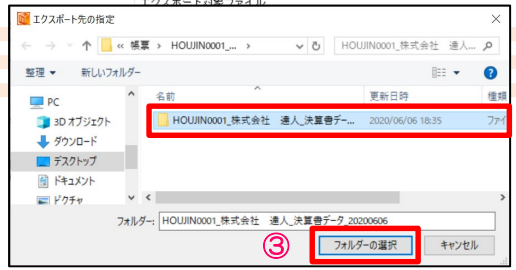 エクスポート対象ファイル
エクスポート先の指定
« 帳票 › HOUJIN0001_... ›
HOUJIN0001_株式会社 達人...
整理 新しいフォルダー
名前 更新日時 種類
PC
3D オブジェクト
ダウンロード
デスクトップ
ドキュメント
ピクチャ
HOUJIN0001_株式会社 達人_決算書デー... 2020/06/06 18:35 ファイ
フォルダー: HOUJIN0001_株式会社 達人_決算書データ_20200606
③ フォルダーの選択 キャンセル